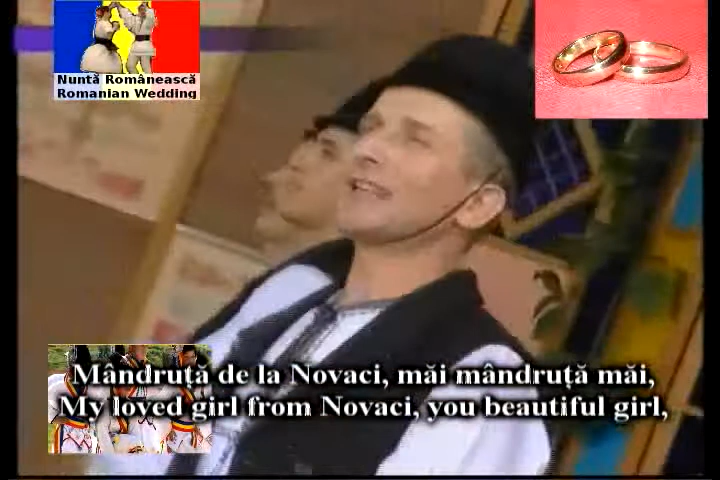 Nuntă Românească
Romanian Wedding
Mândruță de la Novaci, măi mândruță măi,
My loved girl from Novaci, you beautiful girl,